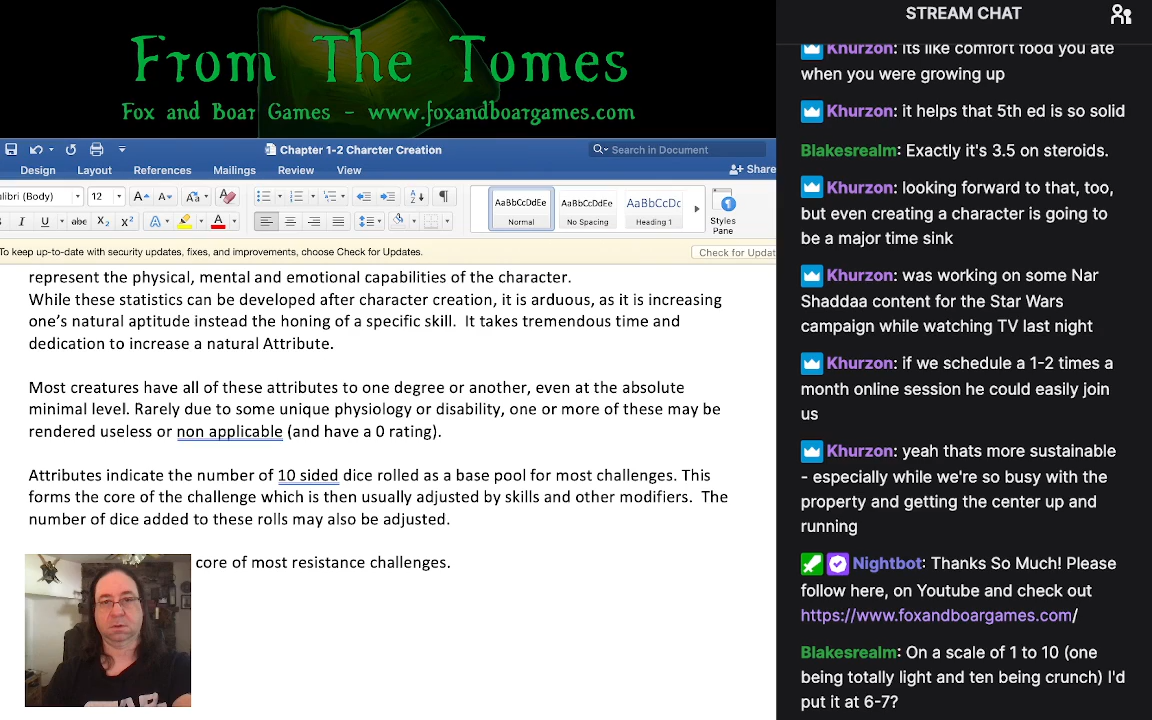 From The Tomes
Fox and Boar Games - www.foxandboargames.com
Chapter 1-2 Charcter Creation
Search in Document
Design Layout References Mailings Review View
Share
alibri (Body) 12
AaBbCcDdEe AaBbCcDdEe AaBbCcDc
Normal No Spacing Heading 1
Styles
Pane
To keep up-to-date with security updates, fixes, and improvements, choose Check for Updates.
Check for Updat
represent the physical, mental and emotional capabilities of the character.
While these statistics can be developed after character creation, it is arduous, as it is increasing
one’s natural aptitude instead the honing of a specific skill.  It takes tremendous time and
dedication to increase a natural Attribute.
Most creatures have all of these attributes to one degree or another, even at the absolute
minimal level. Rarely due to some unique physiology or disability, one or more of these may be
rendered useless or non applicable (and have a 0 rating).
Attributes indicate the number of 10 sided dice rolled as a base pool for most challenges. This
forms the core of the challenge which is then usually adjusted by skills and other modifiers.  The
number of dice added to these rolls may also be adjusted.
core of most resistance challenges.
STREAM CHAT
Khurzon: its like comfort food you ate
when you were growing up
Khurzon: it helps that 5th ed is so solid
Blakesrealm: Exactly it's 3.5 on steroids.
Khurzon: looking forward to that, too,
but even creating a character is going to
be a major time sink
Khurzon: was working on some Nar
Shaddaa content for the Star Wars
campaign while watching TV last night
Khurzon: if we schedule a 1-2 times a
month online session he could easily join
us
Khurzon: yeah thats more sustainable
- especially while we're so busy with the
property and getting the center up and
running
Nightbot: Thanks So Much! Please
follow here, on Youtube and check out
https://www.foxandboargames.com/
Blakesrealm: On a scale of 1 to 10 (one
being totally light and ten being crunch) I'd
put it at 6-7?